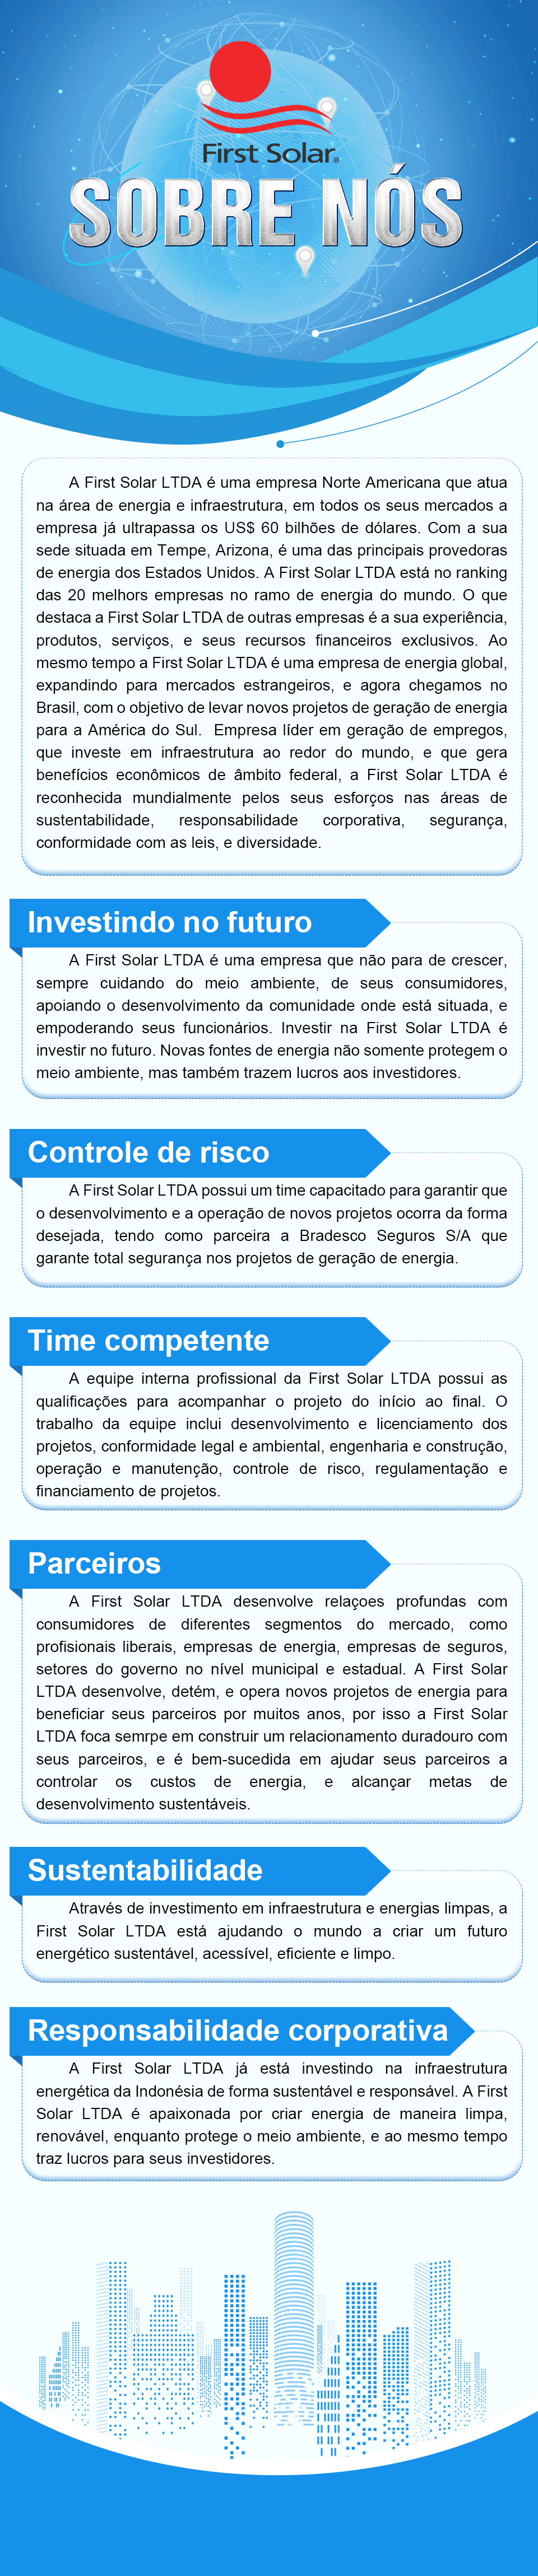 First Solar®
SOBRE NÓS
A First Solar LTDA é uma empresa Norte Americana que atua
na área de energia e infraestrutura, em todos os seus mercados a
empresa já ultrapassa os US$ 60 bilhões de dólares. Com a sua
sede situada em Tempe, Arizona, é uma das principais provedoras
de energia dos Estados Unidos. A First Solar LTDA está no ranking
das 20 melhors empresas no ramo de energia do mundo. O que
destaca a First Solar LTDA de outras empresas é a sua experiência,
produtos, serviços, e seus recursos financeiros exclusivos. Ao
mesmo tempo a First Solar LTDA é uma empresa de energia global,
expandindo para mercados estrangeiros, e agora chegamos no
Brasil, com o objetivo de levar novos projetos de geração de energia
para a América do Sul. Empresa líder em geração de empregos,
que investe em infraestrutura ao redor do mundo, e que gera
benefícios econômicos de âmbito federal, a First Solar LTDA é
reconhecida mundialmente pelos seus esforços nas áreas de
sustentabilidade, responsabilidade corporativa, segurança,
conformidade com as leis, e diversidade.
Investindo no futuro
A First Solar LTDA é uma empresa que não para de crescer,
sempre cuidando do meio ambiente, de seus consumidores,
apoiando o desenvolvimento da comunidade onde está situada, e
empoderando seus funcionários. Investir na First Solar LTDA é
investir no futuro. Novas fontes de energia não somente protegem o
meio ambiente, mas também trazem lucros aos investidores.
Controle de risco
A First Solar LTDA possui um time capacitado para garantir que
o desenvolvimento e a operação de novos projetos ocorra da forma
desejada, tendo como parceira a Bradesco Seguros S/A que
garante total segurança nos projetos de geração de energia.
Time competente
A equipe interna profissional da First Solar LTDA possui as
qualificações para acompanhar o projeto do início ao final. O
trabalho da equipe inclui desenvolvimento e licenciamento dos
projetos, conformidade legal e ambiental, engenharia e construção,
operação e manutenção, controle de risco, regulamentação e
financiamento de projetos.
Parceiros
A First Solar LTDA desenvolve relaçoes profundas com
consumidores de diferentes segmentos do mercado, como
profisionais liberais, empresas de energia, empresas de seguros,
setores do governo no nível municipal e estadual. A First Solar
LTDA desenvolve, detém, e opera novos projetos de energia para
beneficiar seus parceiros por muitos anos, por isso a First Solar
LTDA foca semrpe em construir um relacionamento duradouro com
seus parceiros, e é bem-sucedida em ajudar seus parceiros a
controlar os custos de energia, e alcançar metas de
desenvolvimento sustentáveis.
Sustentabilidade
Através de investimento em infraestrutura e energias limpas, a
First Solar LTDA está ajudando o mundo a criar um futuro
energético sustentável, acessível, eficiente e limpo.
Responsabilidade corporativa
A First Solar LTDA já está investindo na infraestrutura
energética da Indonésia de forma sustentável e responsável. A First
Solar LTDA é apaixonada por criar energia de maneira limpa,
renovável, enquanto protege o meio ambiente, e ao mesmo tempo
traz lucros para seus investidores.